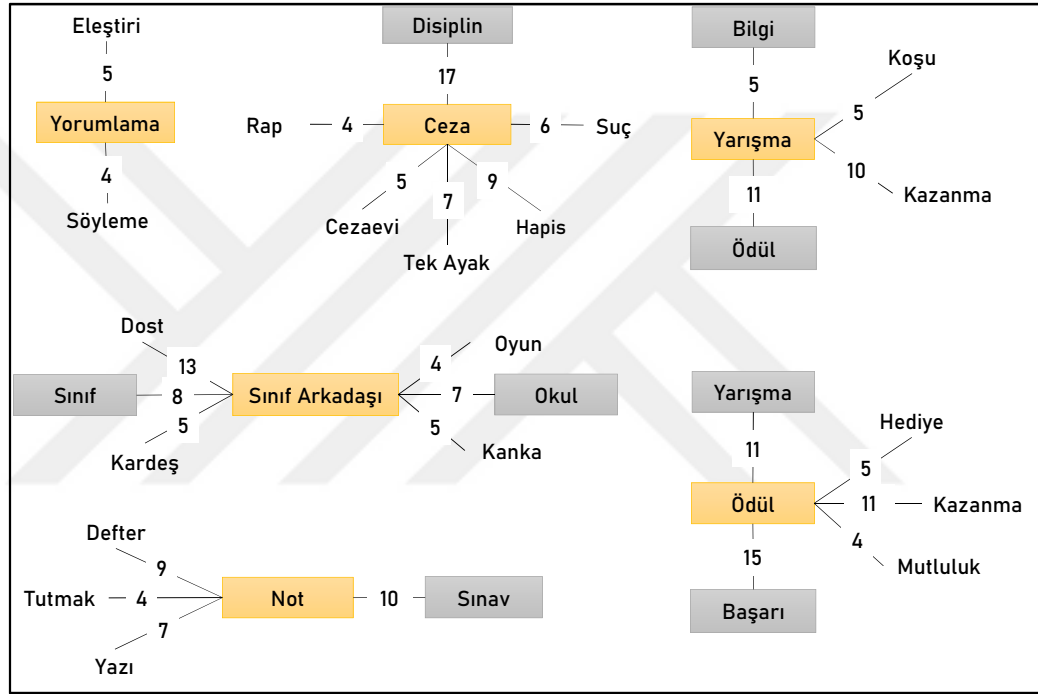 Eleştiri
5
Yorumlama
4
Söyleme
Disiplin
17
Rap
4
Ceza
6
Suç
5
7
9
Cezaevi
Hapis
Tek Ayak
Bilgi
5
Koşu
5
Yarışma
10
Kazanma
11
Ödül
Dost
13
Sınıf
8
5
Kardeş
Sınıf Arkadaşı
Oyun
4
7
Okul
5
Kanka
Yarışma
11
Hediye
5
Ödül
11
Kazanma
4
Mutluluk
15
Başarı
Defter
9
Tutmak
4
Not
10
Sınav
7
Yazı